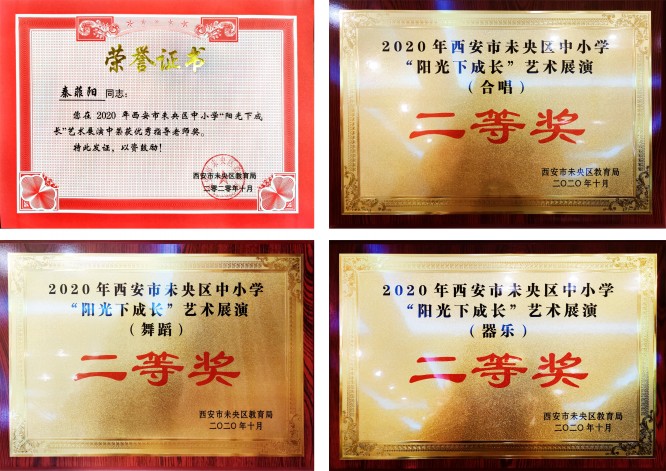 荣誉证书
秦菲阳 同志:
您在 2020 年西安市未央区中小学“阳光下成
长”艺术展演中荣获优秀指导老师奖。
特此发证,以资鼓励!
西安市未央区教育局
二零二零年十月
2020年西安市未央区中小学
“阳光下成长”艺术展演
(合唱)
二等奖
西安市未央区教育局
二〇二〇年十月
2020年西安市未央区中小学
“阳光下成长”艺术展演
(舞蹈)
二等奖
西安市未央区教育局
二〇二〇年十月
2020年西安市未央区中小学
“阳光下成长”艺术展演
(器乐)
二等奖
西安市未央区教育局
二〇二〇年十月